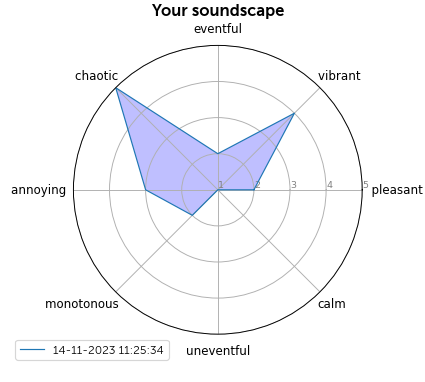 Your soundscape
eventful
chaotic
vibrant
annoying
1 2 3 4 5
pleasant
monotonous
calm
14-11-2023 11:25:34
uneventful